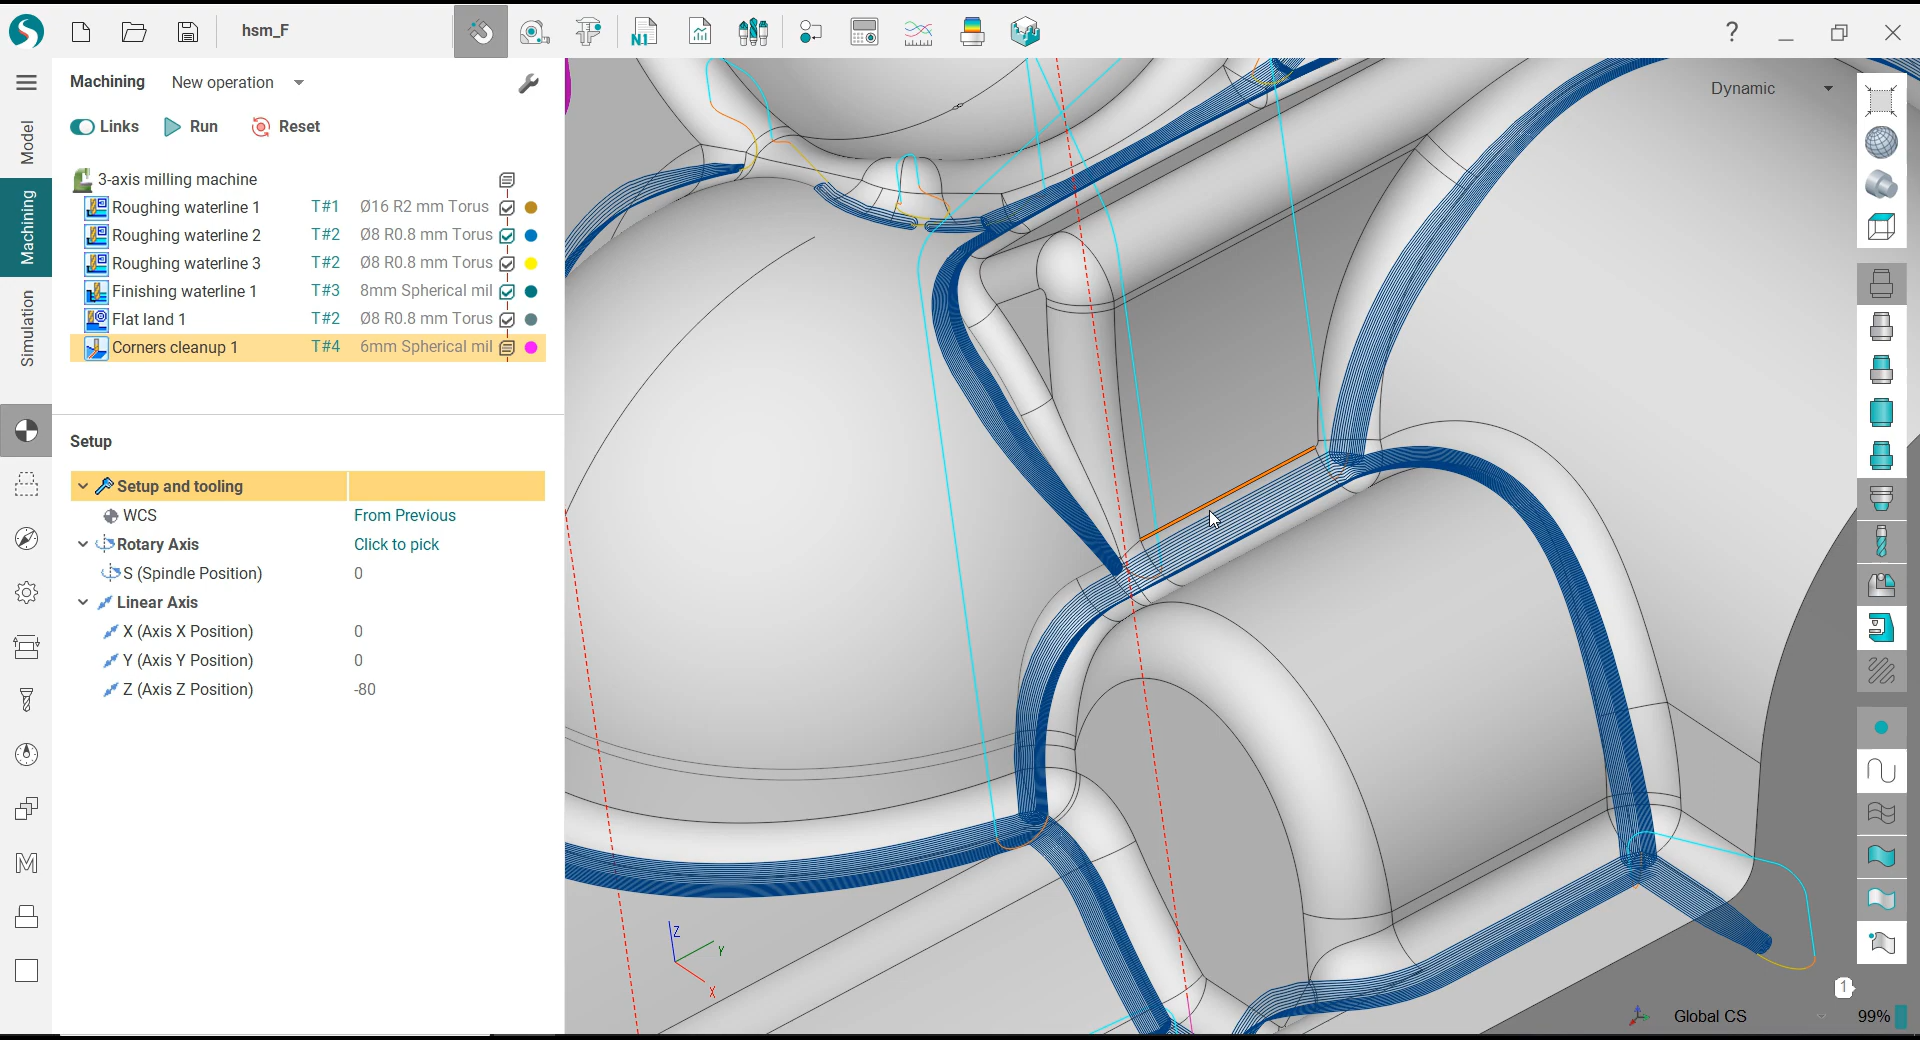 hsm_F
N1
?
Machining
New operation
Links
Run
Reset
Model
Machining
Simulation
3-axis milling machine
Roughing waterline 1 T#1 Ø16 R2 mm Torus
Roughing waterline 2 T#2 Ø8 R0.8 mm Torus
Roughing waterline 3 T#2 Ø8 R0.8 mm Torus
Finishing waterline 1 T#3 8mm Spherical mil
Flat land 1 T#2 Ø8 R0.8 mm Torus
Corners cleanup 1 T#4 6mm Spherical mil
Setup
Setup and tooling
WCS From Previous
Rotary Axis Click to pick
S (Spindle Position) 0
Linear Axis
X (Axis X Position) 0
Y (Axis Y Position) 0
Z (Axis Z Position) -80
M
Dynamic
Z
Y
X
1
Global CS
99%